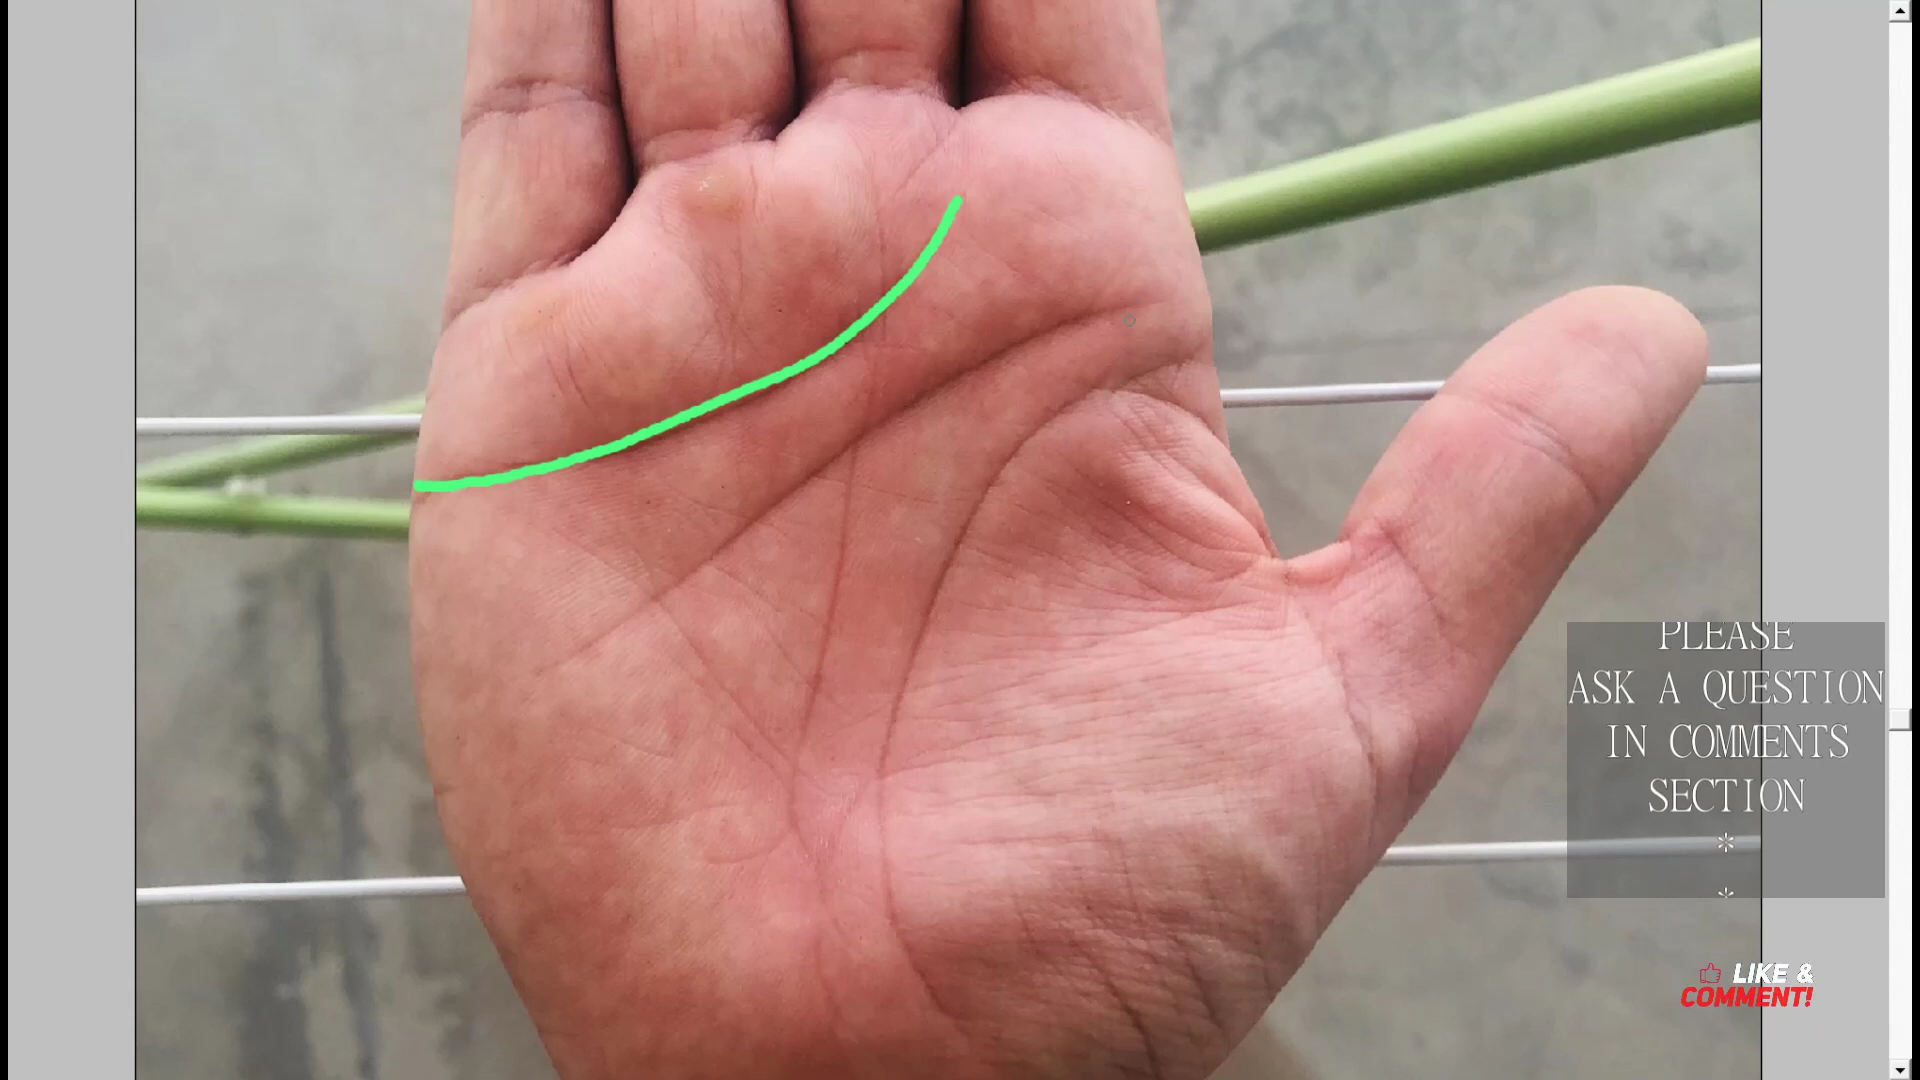 PLEASE
ASK A QUESTION
IN COMMENTS
SECTION
*
*
LIKE &
COMMENT!